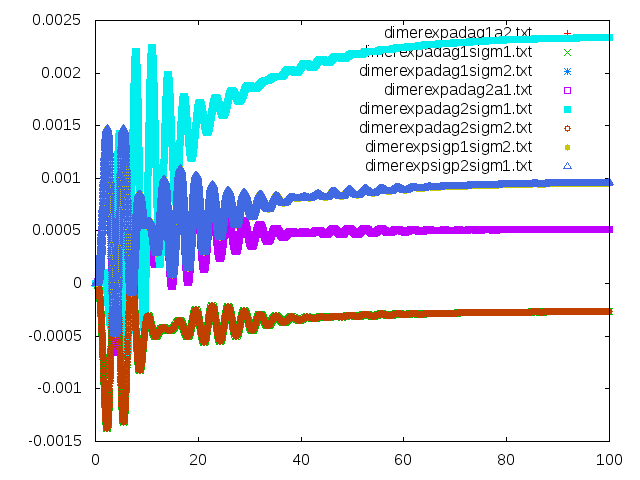 0.0025
0.002
0.0015
0.001
0.0005
0
-0.0005
-0.001
-0.0015
0
20
40
60
80
100
dimerexpadag1a2.txt
dimerexpadag1sigm1.txt
dimerexpadag1sigm2.txt
dimerexpadag2a1.txt
dimerexpadag2sigm1.txt
dimerexpadag2sigm2.txt
dimerexpsigp1sigm2.txt
dimerexpsigp2sigm1.txt